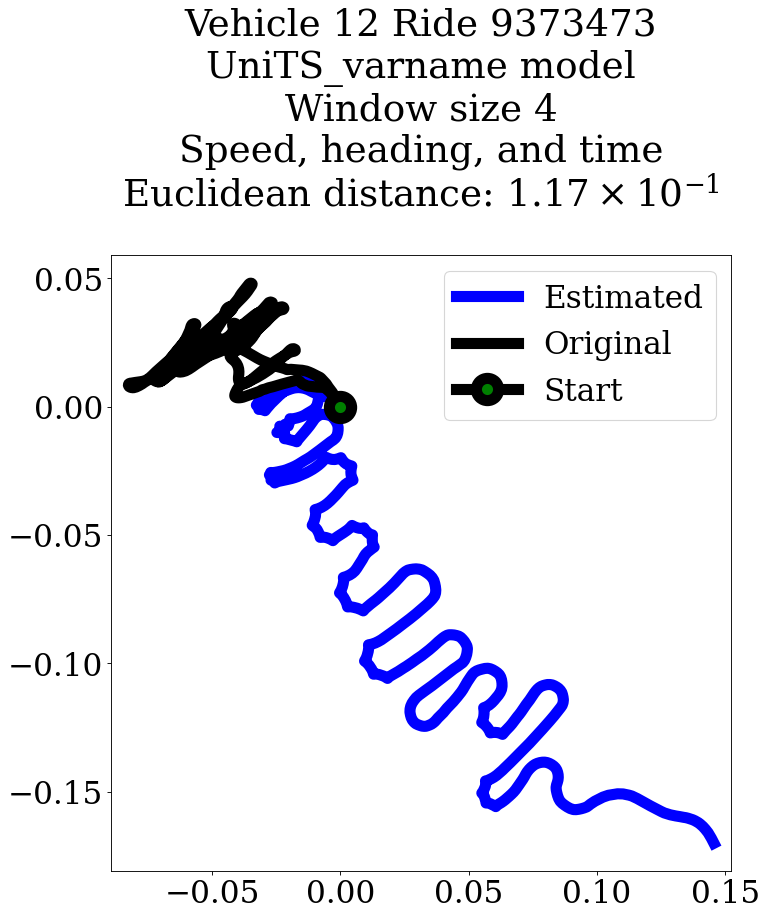 Vehicle 12 Ride 9373473
UniTS_varname model
Window size 4
Speed, heading, and time
Euclidean distance: 1.17 × 10⁻¹
Estimated
Original
Start
0.05
0.00
−0.05
−0.10
−0.15
−0.05 0.00 0.05 0.10 0.15